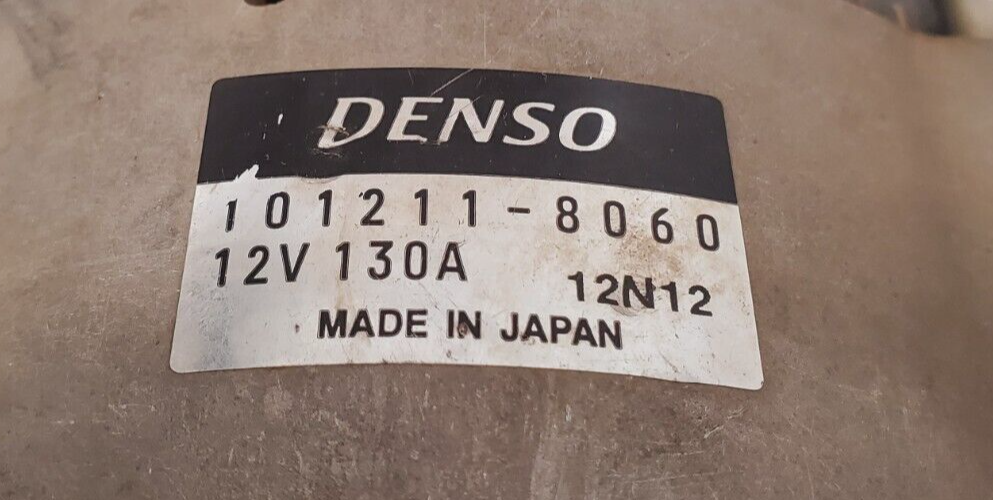 DENSO
101211-8060
12V 130A
12N12
MADE IN JAPAN